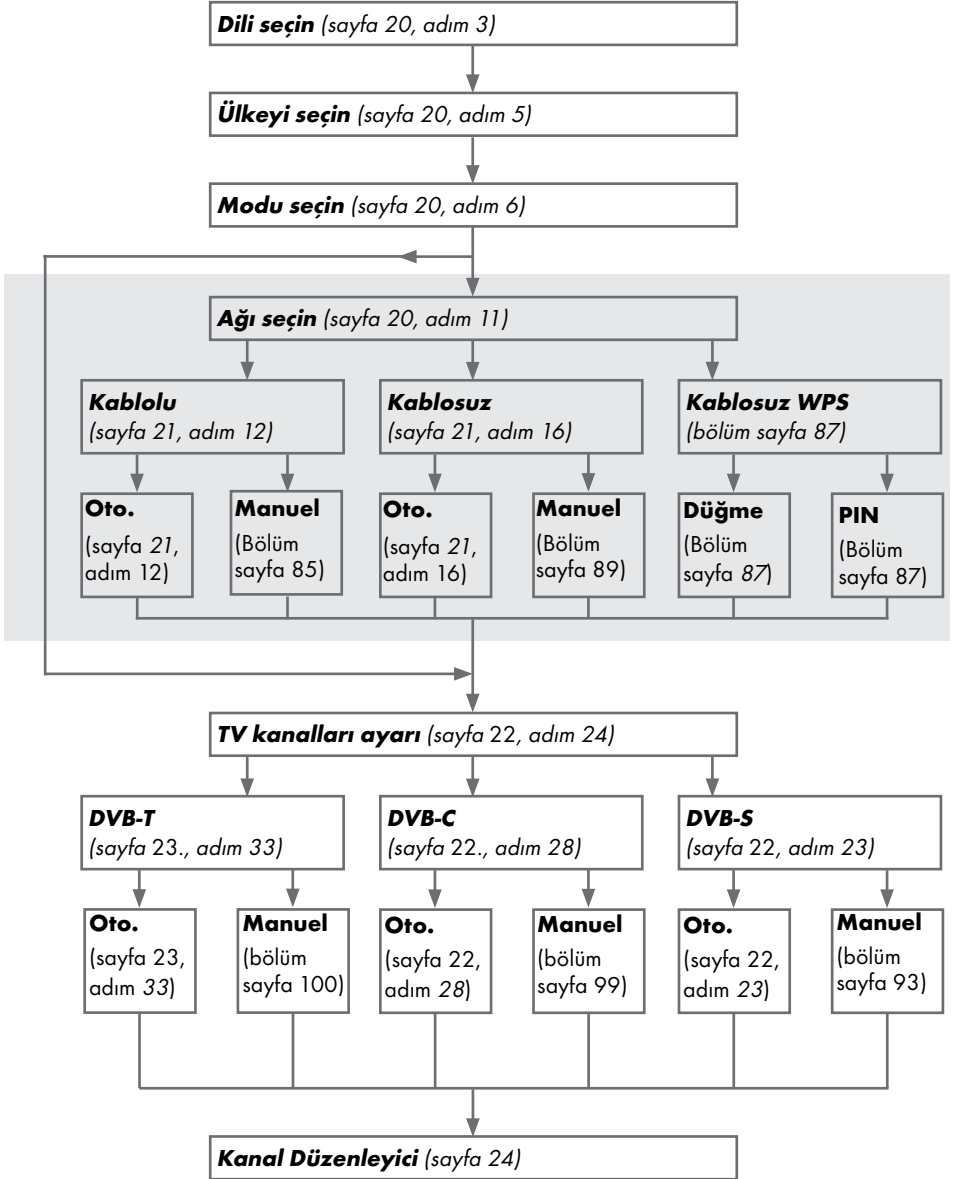 Dili seçin (sayfa 20, adım 3)
Ülkeyi seçin (sayfa 20, adım 5)
Modu seçin (sayfa 20, adım 6)
Ağı seçin (sayfa 20, adım 11)
Kablolu
(sayfa 21, adım 12)
Kablosuz
(sayfa 21, adım 16)
Kablosuz WPS
(bölüm sayfa 87)
Oto.
(sayfa 21,
adım 12)
Manuel
(Bölüm
sayfa 85)
Oto.
(sayfa 21,
adım 16)
Manuel
(Bölüm
sayfa 89)
Düğme
(Bölüm
sayfa 87)
PIN
(Bölüm
sayfa 87)
TV kanalları ayarı (sayfa 22, adım 24)
DVB-T
(sayfa 23., adım 33)
DVB-C
(sayfa 22., adım 28)
DVB-S
(sayfa 22, adım 23)
Oto.
(sayfa 23,
adım 33)
Manuel
(bölüm
sayfa 100)
Oto.
(sayfa 22,
adım 28)
Manuel
(bölüm
sayfa 99)
Oto.
(sayfa 22,
adım 23)
Manuel
(bölüm
sayfa 93)
Kanal Düzenleyici (sayfa 24)